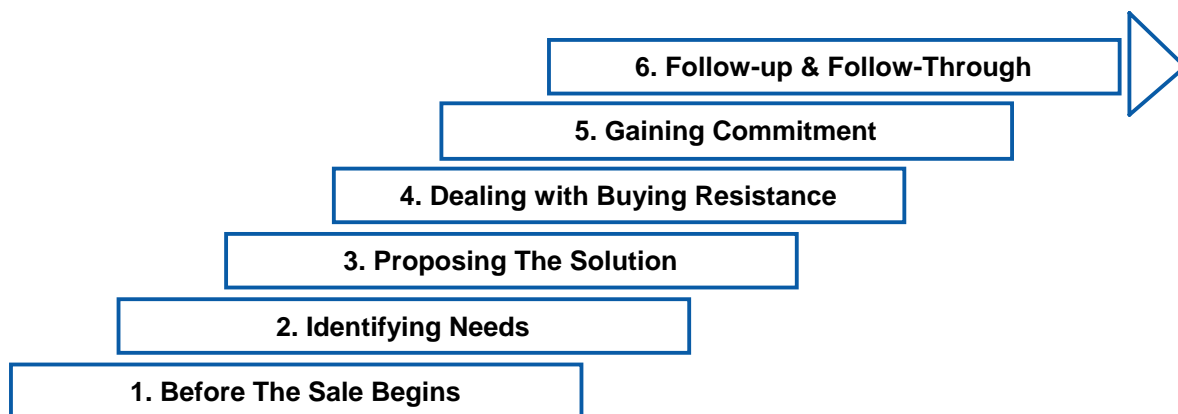 6. Follow-up & Follow-Through
5. Gaining Commitment
4. Dealing with Buying Resistance
3. Proposing The Solution
2. Identifying Needs
1. Before The Sale Begins